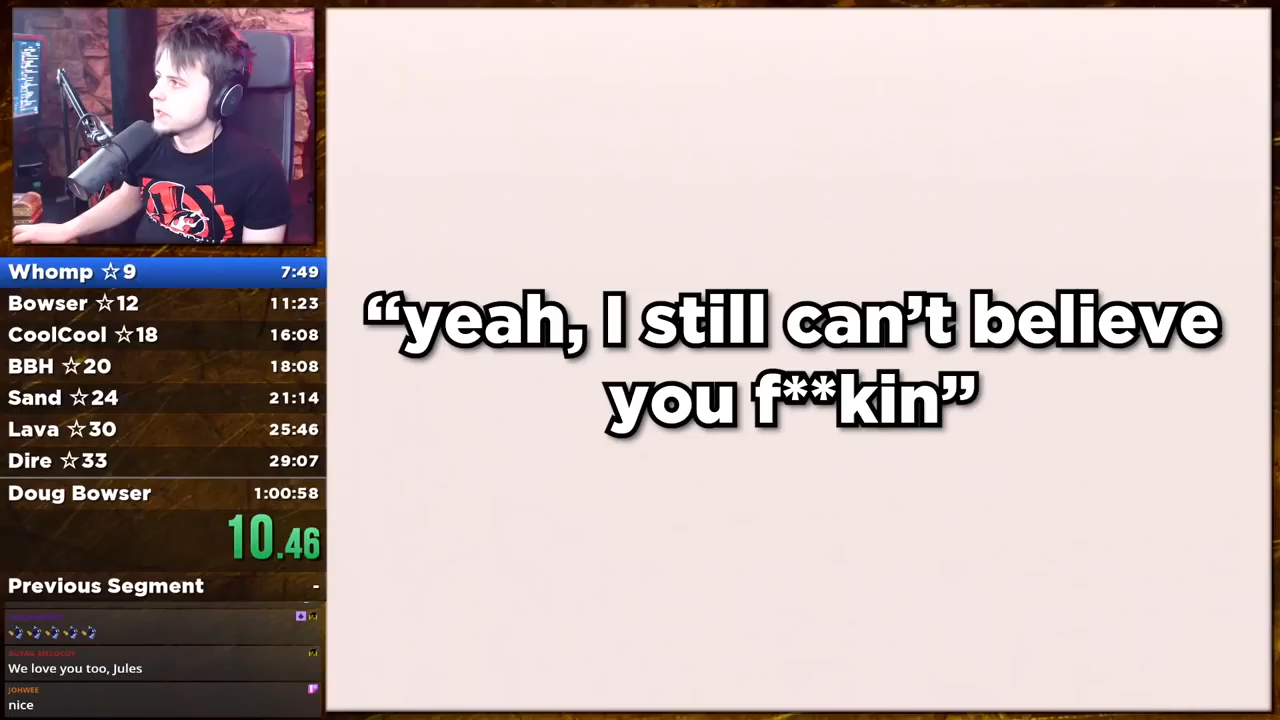 “yeah, I still can’t believe
you f**kin”
Whomp ☆9 7:49
Bowser ☆12 11:23
CoolCool ☆18 16:08
BBH ☆20 18:08
Sand ☆24 21:14
Lava ☆30 25:46
Dire ☆33 29:07
Doug Bowser 1:00:58
10.46
Previous Segment -
We love you too, Jules
JOHWEE
nice